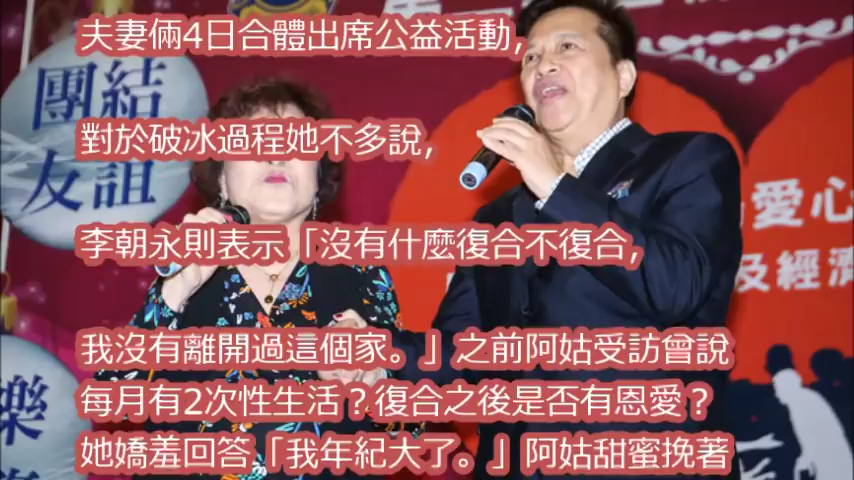 夫妻倆4日合體出席公益活動，
對於破冰過程她不多說，
李朝永則表示「沒有什麼復合不復合，
我沒有離開過這個家。」之前阿姑受訪曾說
每月有2次性生活？復合之後是否有恩愛？
她嬌羞回答「我年紀大了。」阿姑甜蜜挽著
團結
友誼
愛心
及經濟
樂